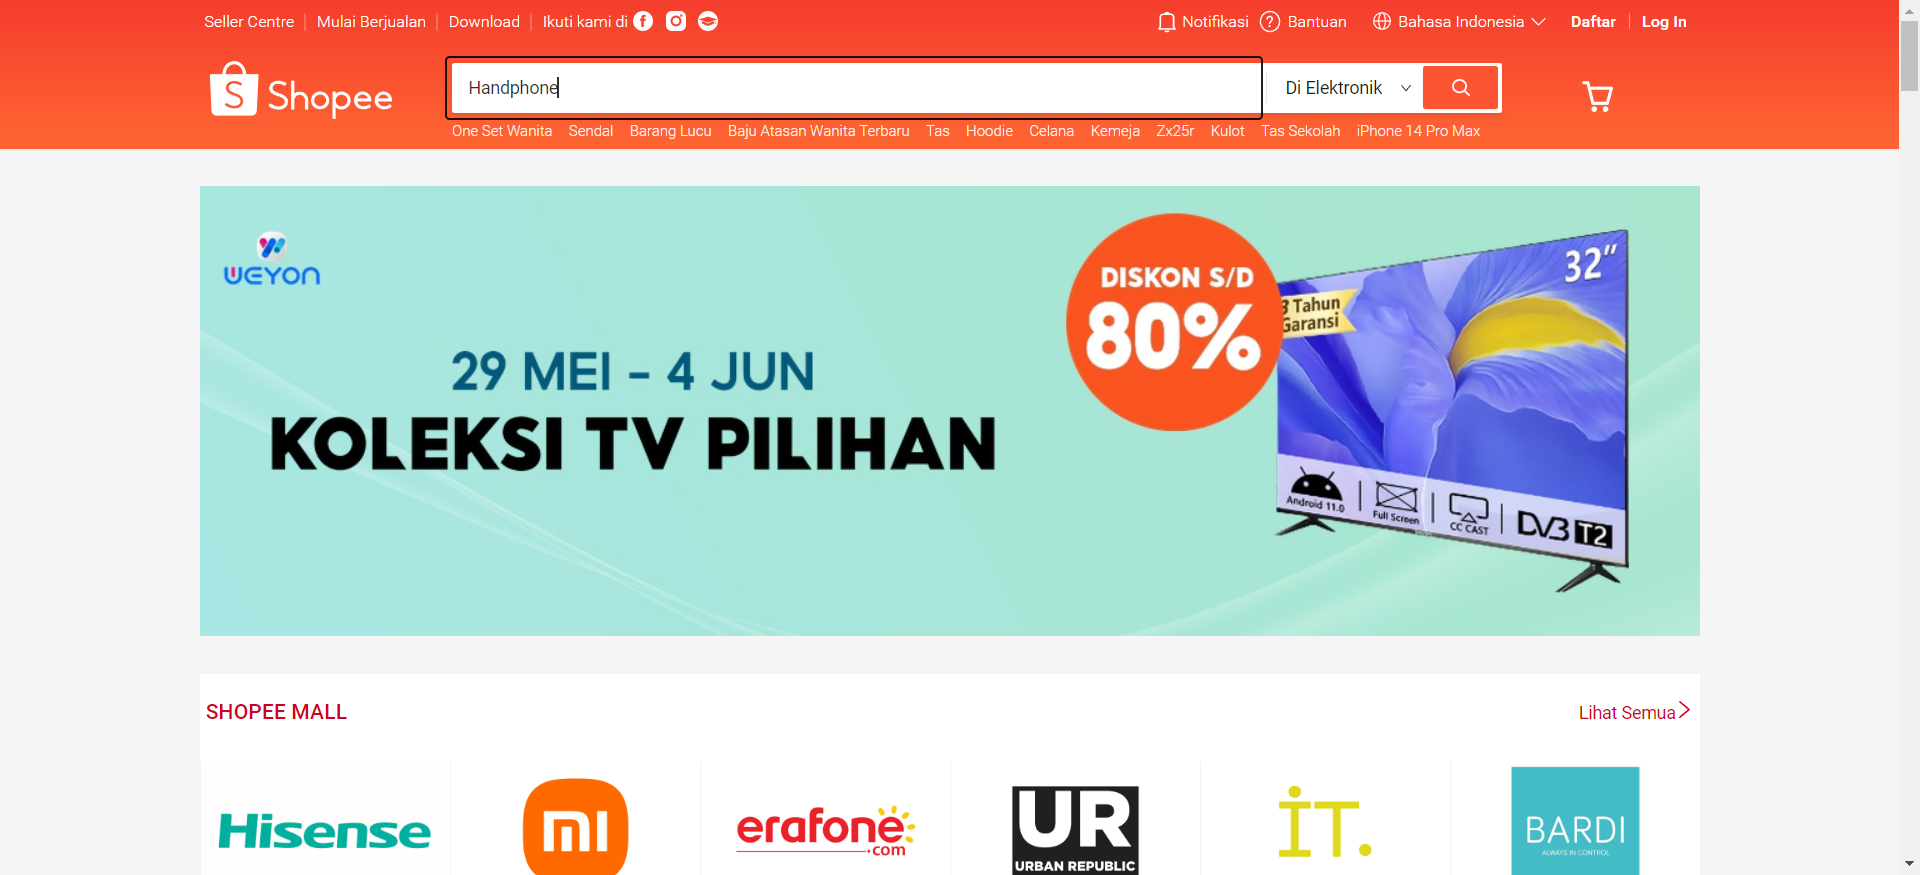 Seller Centre Mulai Berjualan Download Ikuti kami di Notifikasi Bantuan Bahasa Indonesia Daftar Log In
Shopee
Handphone
Di Elektronik
One Set Wanita Sendal Barang Lucu Baju Atasan Wanita Terbaru Tas Hoodie Celana Kemeja Zx25r Kulot Tas Sekolah iPhone 14 Pro Max
WEYON
29 MEI - 4 JUN
KOLEKSI TV PILIHAN
DISKON S/D
80%
3 Tahun
Garansi
32"
Android 11.0
Full Screen
CC CAST
DVB T2
SHOPEE MALL
Lihat Semua
Hisense
mi
erafone
.com
UR
URBAN REPUBLIC
iT.
BARDI
ALWAYS IN CONTROL